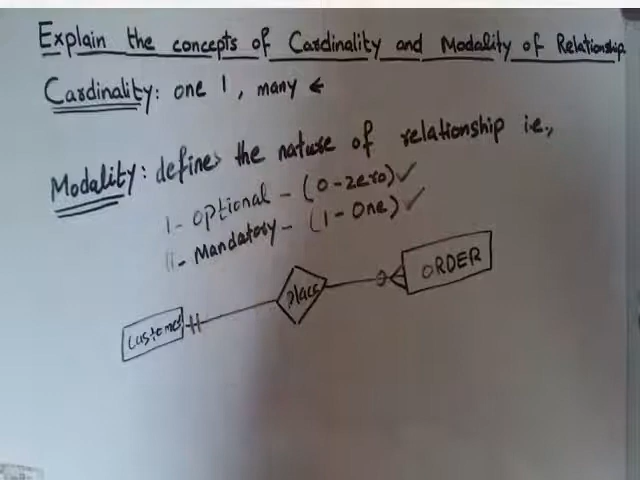 Explain the concepts of Cardinality and Modality of Relationship
Cardinality: one 1, many <
Modality: defines the nature of relationship i.e.,
I- Optional - (0-zero) ✓
II- Mandatory - (1-One) ✓
Customer
place
ORDER